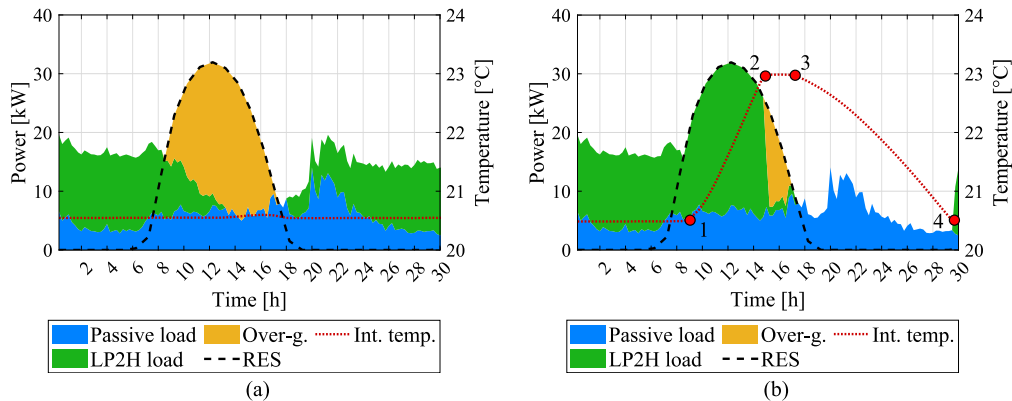 40
30
20
10
0
Power [kW]
24
23
22
21
20
Temperature [°C]
2 4 6 8 10 12 14 16 18 20 22 24 26 28 30
Time [h]
Passive load
Over-g.
Int. temp.
LP2H load
RES
(a)
40
30
20
10
0
Power [kW]
2
3
1
4
24
23
22
21
20
Temperature [°C]
2 4 6 8 10 12 14 16 18 20 22 24 26 28 30
Time [h]
Passive load
Over-g.
Int. temp.
LP2H load
RES
(b)